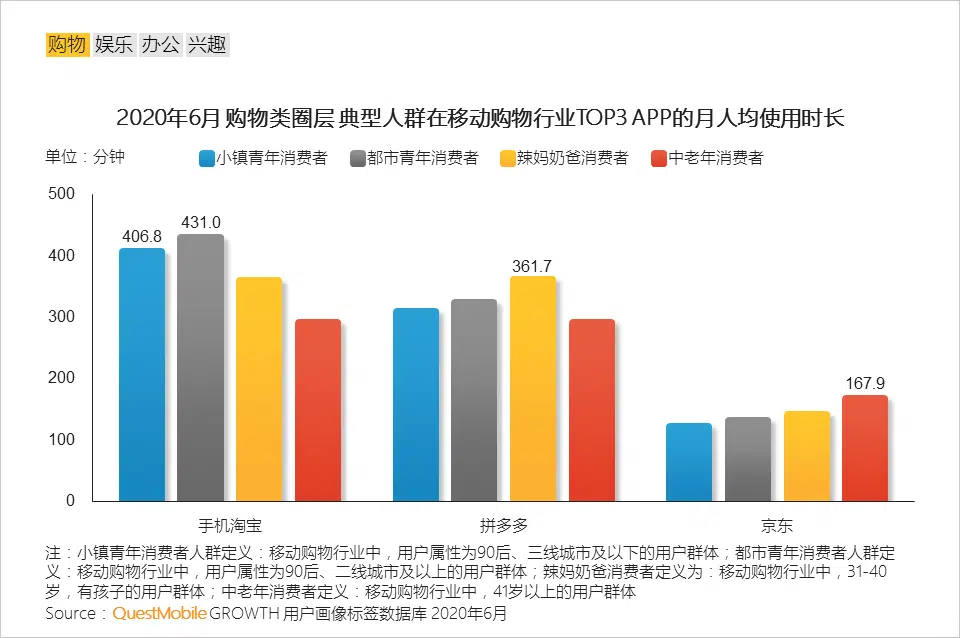 购物 娱乐 办公 兴趣
2020年6月 购物类圈层 典型人群在移动购物行业TOP3 APP的月人均使用时长
单位：分钟
小镇青年消费者 都市青年消费者 辣妈奶爸消费者 中老年消费者
500
400
300
200
100
0
406.8
431.0
361.7
167.9
手机淘宝 拼多多 京东
注：小镇青年消费者人群定义：移动购物行业中，用户属性为90后、三线城市及以下的用户群体；都市青年消费者人群定
义：移动购物行业中，用户属性为90后、二线城市及以上的用户群体；辣妈奶爸消费者定义为：移动购物行业中，31-40
岁，有孩子的用户群体；中老年消费者定义：移动购物行业中，41岁以上的用户群体
Source：QuestMobile GROWTH 用户画像标签数据库 2020年6月